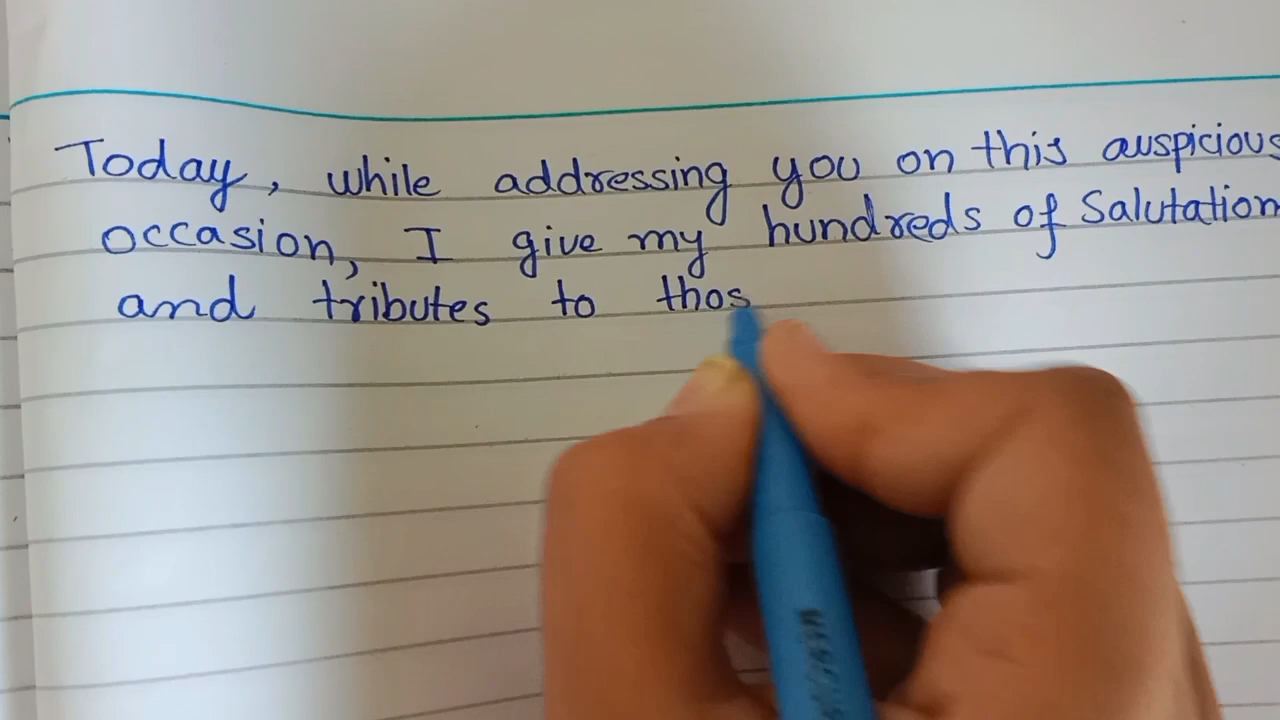 Today, while addressing you on this auspicious
occasion, I give my hundreds of Salutation
and tributes to thos